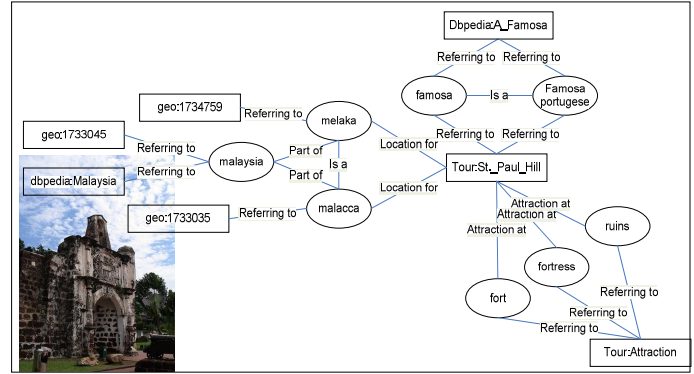 Dbpedia:A_Famosa
Referring to
Referring to
famosa
Is a
Famosa
portugese
geo:1734759
Referring to
melaka
Referring to
Referring to
geo:1733045
Referring to
Location for
malaysia
Part of
Is a
Part of
Tour:St._Paul_Hill
dbpedia:Malaysia
Referring to
Location for
geo:1733035
Referring to
malacca
Attraction at
Attraction at
Attraction at
ruins
fortress
fort
Referring to
Referring to
Referring to
Tour:Attraction